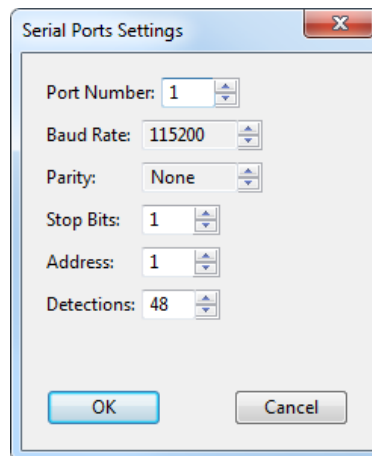 Serial Ports Settings
Port Number: 1
Baud Rate: 115200
Parity: None
Stop Bits: 1
Address: 1
Detections: 48
OK Cancel